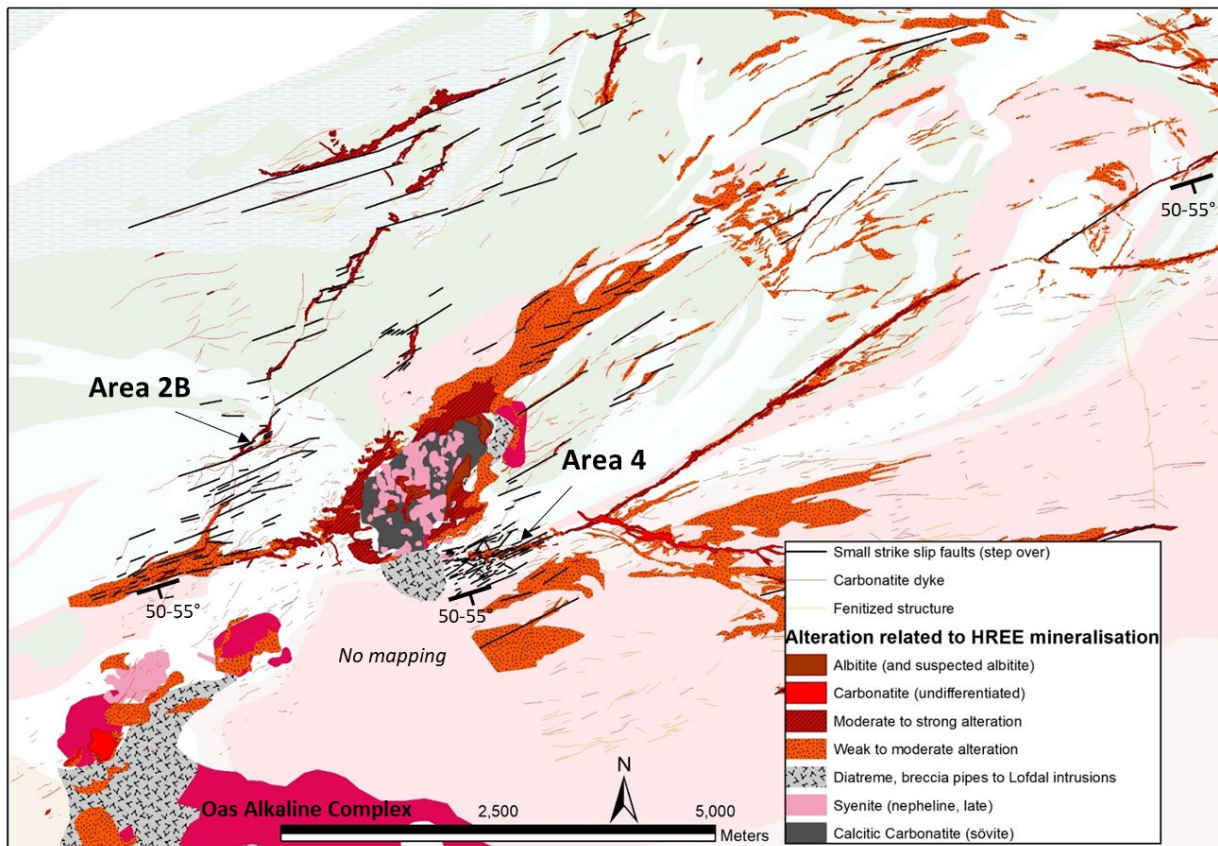 50-55°
Area 2B
Area 4
50-55°
50-55°
No mapping
N
Oas Alkaline Complex
2,500
5,000
Meters
Small strike slip faults (step over)
Carbonatite dyke
Fenitized structure
Alteration related to HREE mineralisation
Albitite (and suspected albitite)
Carbonatite (undifferentiated)
Moderate to strong alteration
Weak to moderate alteration
Diatreme, breccia pipes to Lofdal intrusions
Syenite (nepheline, late)
Calcitic Carbonatite (sövite)